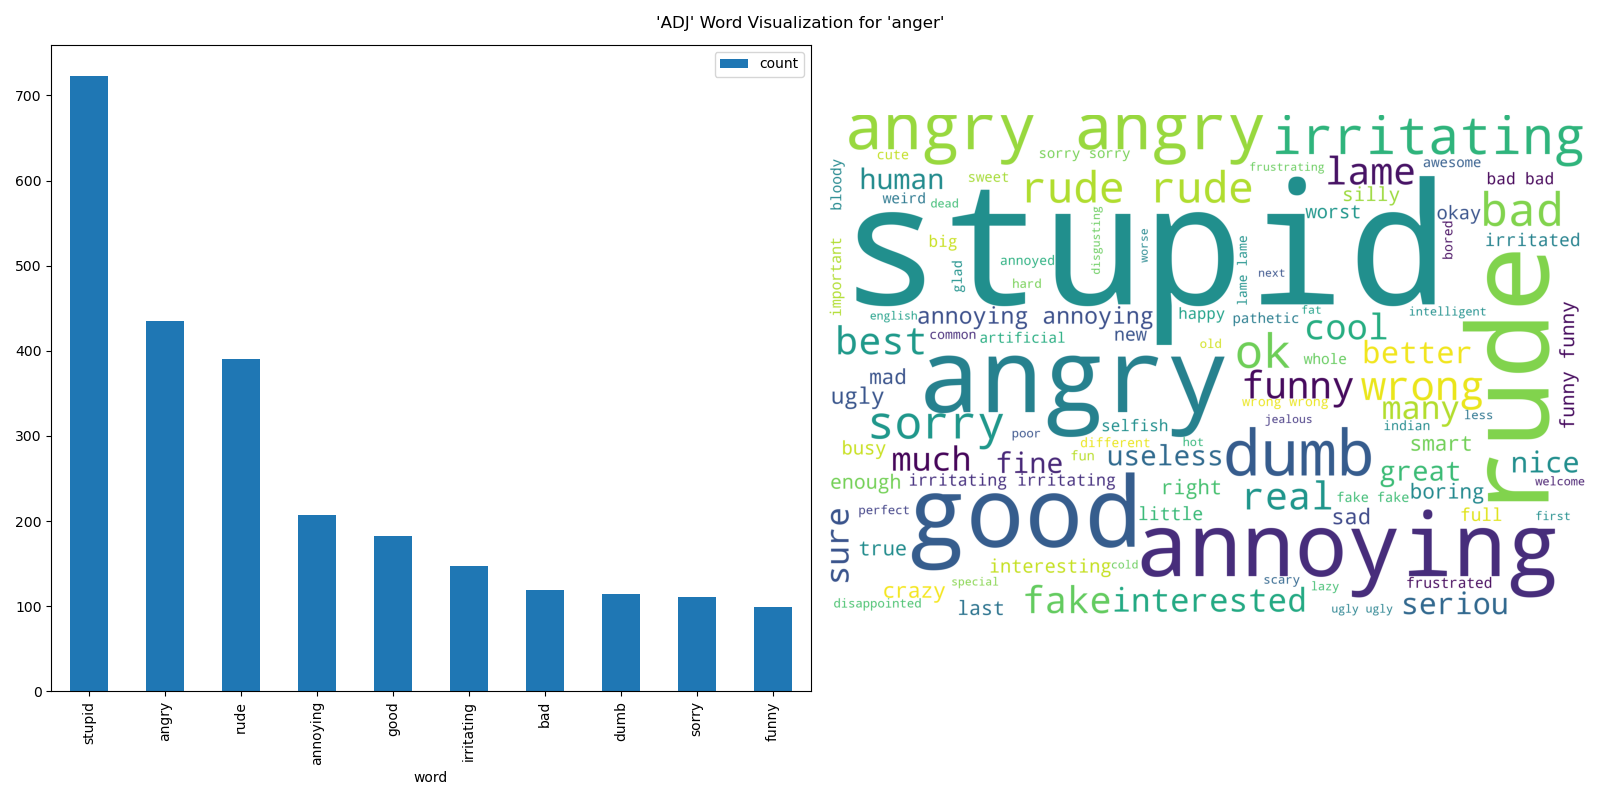 'ADJ' Word Visualization for 'anger'
count
700
600
500
400
300
200
100
0
stupid
angry
rude
annoying
good
irritating
bad
dumb
sorry
funny
word
angry angry
irritating
cute
sorry sorry
frustrating
lame
awesome
bloody
human
sweet
rude rude
silly
bad bad
weird
dead
worst
okay
bad
stupid
important
big
glad
annoyed
hard
disgusting
worse
lame lame
next
bored
irritated
rude
english
annoying annoying
happy
pathetic
fat
cool
intelligent
funny funny
best
common
artificial
new
old
ok
whole
better
mad
angry
funny
wrong
ugly
wrong wrong
many
less
sorry
poor
selfish
jealous
indian
busy
different
hot
smart
much
fine
fun
useless
dumb
great
nice
enough
irritating irritating
right
real
fake fake
boring
welcome
sure
perfect
good
little
sad
full
first
true
annoying
interesting
cold
crazy
special
scary
lazy
frustrated
disappointed
last
fake
interested
ugly ugly
seriou